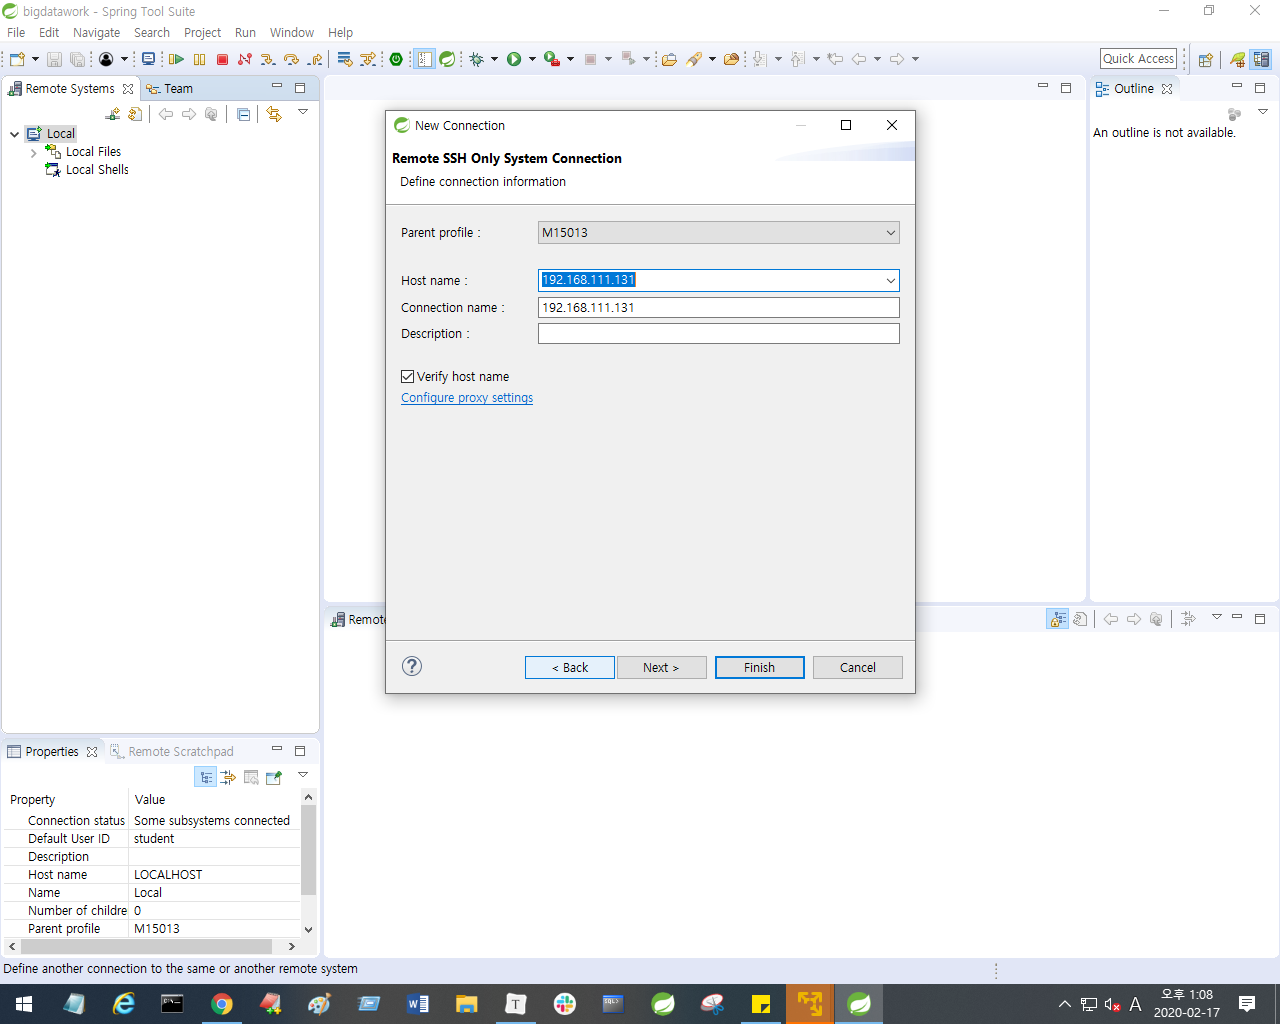 bigdatawork - Spring Tool Suite
File Edit Navigate Search Project Run Window Help
Quick Access
Remote Systems
Team
Outline
Local
Local Files
Local Shells
An outline is not available.
New Connection
Remote SSH Only System Connection
Define connection information
Parent profile :
M15013
Host name :
192.168.111.131
Connection name :
192.168.111.131
Description :
Verify host name
Configure proxy settings
< Back
Next >
Finish
Cancel
Remote
Properties
Remote Scratchpad
Property Value
Connection status Some subsystems connected
Default User ID student
Description
Host name LOCALHOST
Name Local
Number of childre 0
Parent profile M15013
Define another connection to the same or another remote system
A
오후 1:08
2020-02-17